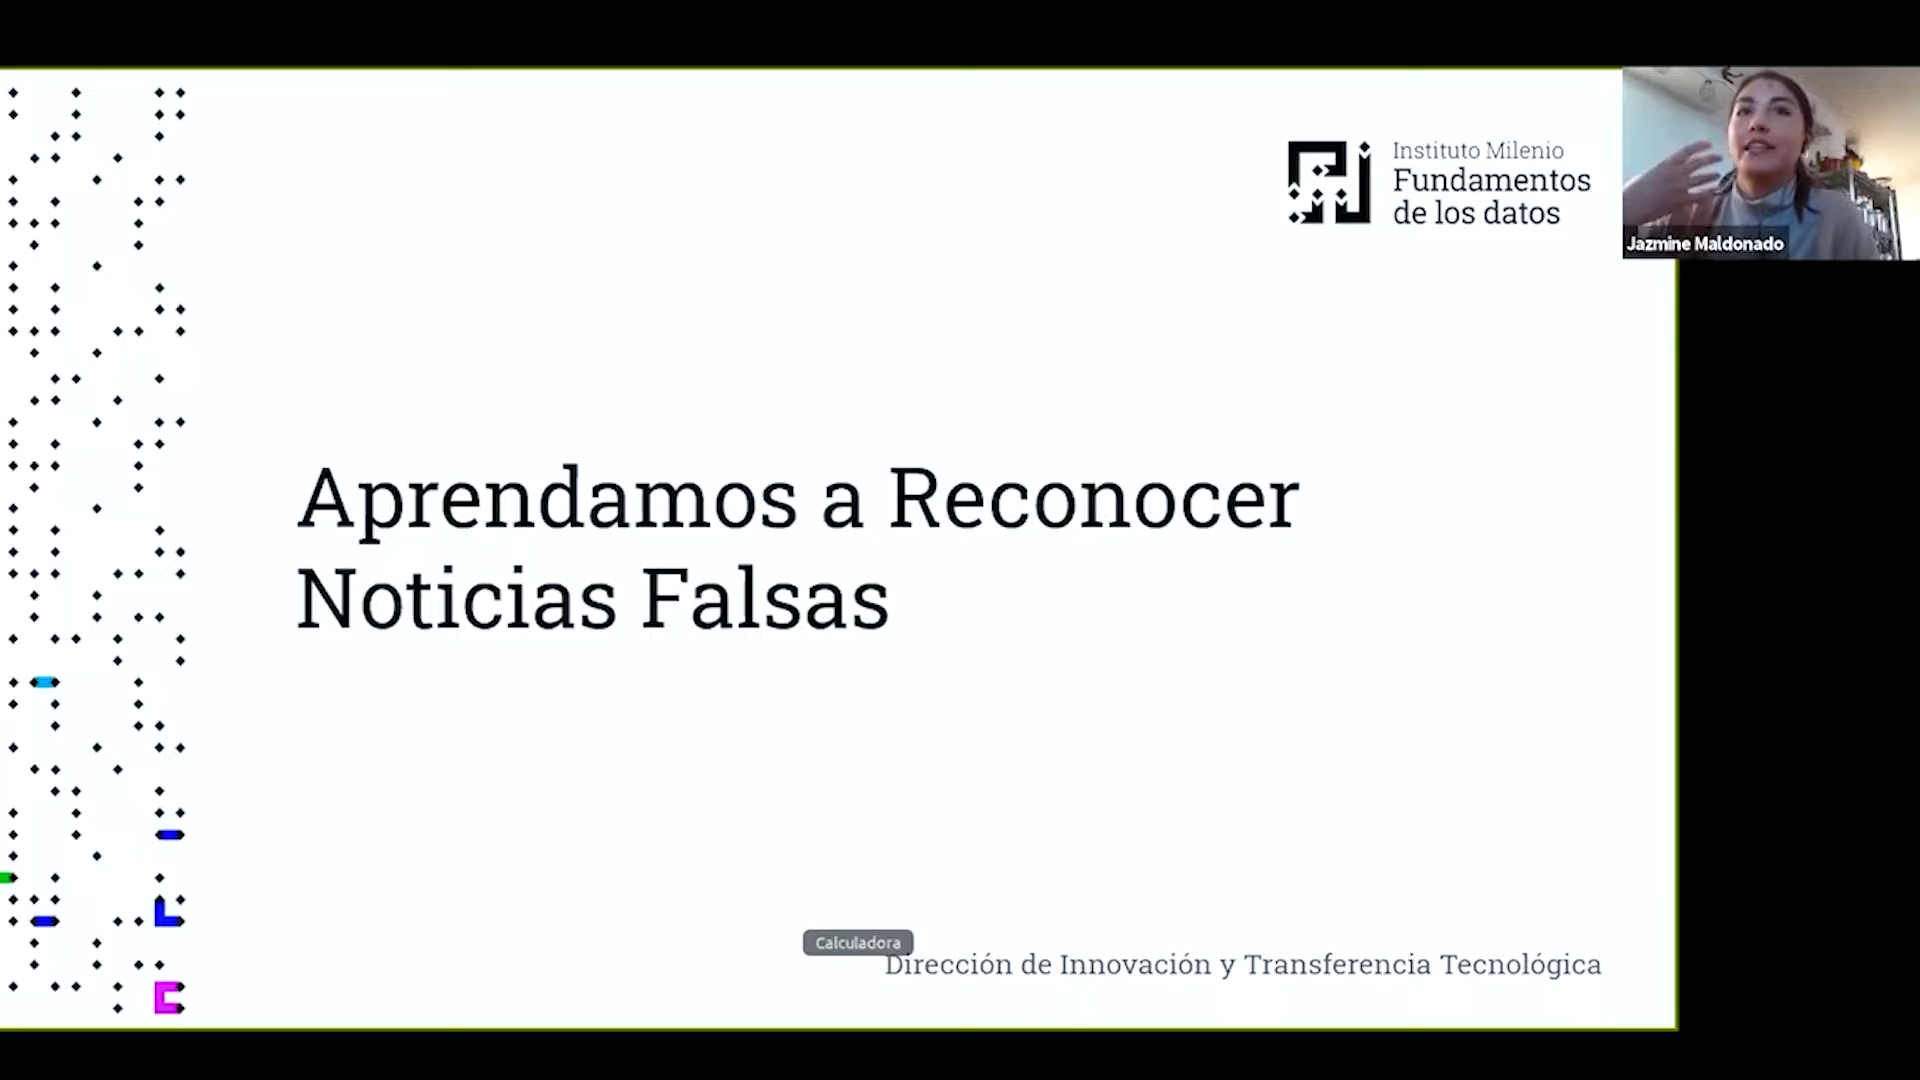 Instituto Milenio
Fundamentos
de los datos
Jazmine Maldonado
Aprendamos a Reconocer
Noticias Falsas
Calculadora
Dirección de Innovación y Transferencia Tecnológica